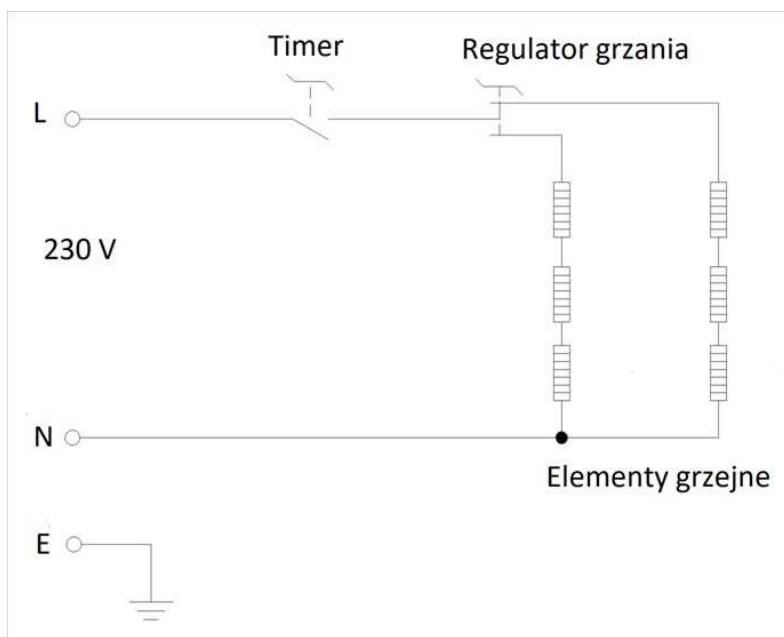 Timer
Regulator grzania
L
230 V
N
Elementy grzejne
E